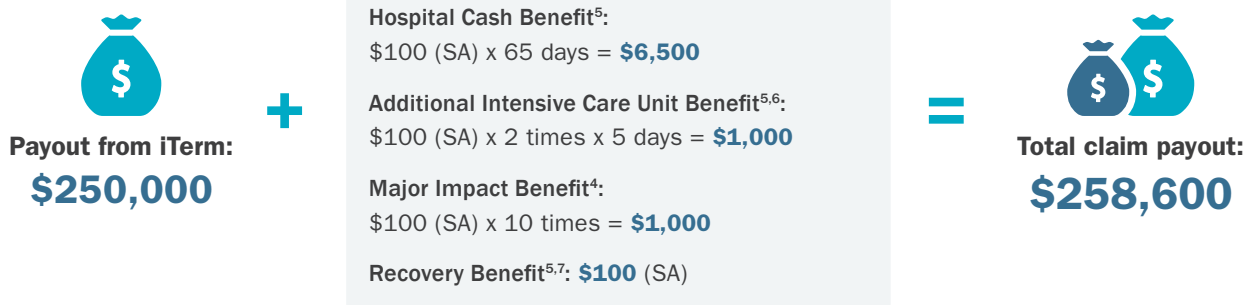 $
Payout from iTerm:
$250,000
+
Hospital Cash Benefit⁵:
$100 (SA) x 65 days = $6,500
Additional Intensive Care Unit Benefit⁵,⁶:
$100 (SA) x 2 times x 5 days = $1,000
Major Impact Benefit⁴:
$100 (SA) x 10 times = $1,000
Recovery Benefit⁵,⁷: $100 (SA)
=
$ $
Total claim payout:
$258,600